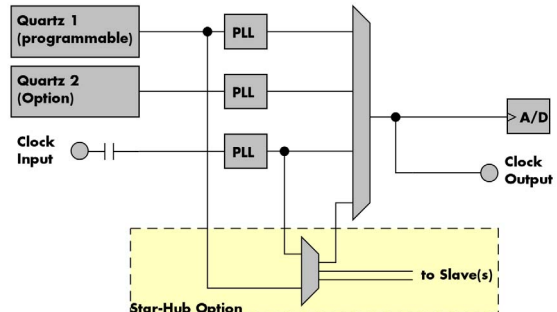 Quartz 1
(programmable)
PLL
Quartz 2
(Option)
PLL
Clock
Input
PLL
A/D
Clock
Output
to Slave(s)
Star-Hub Option